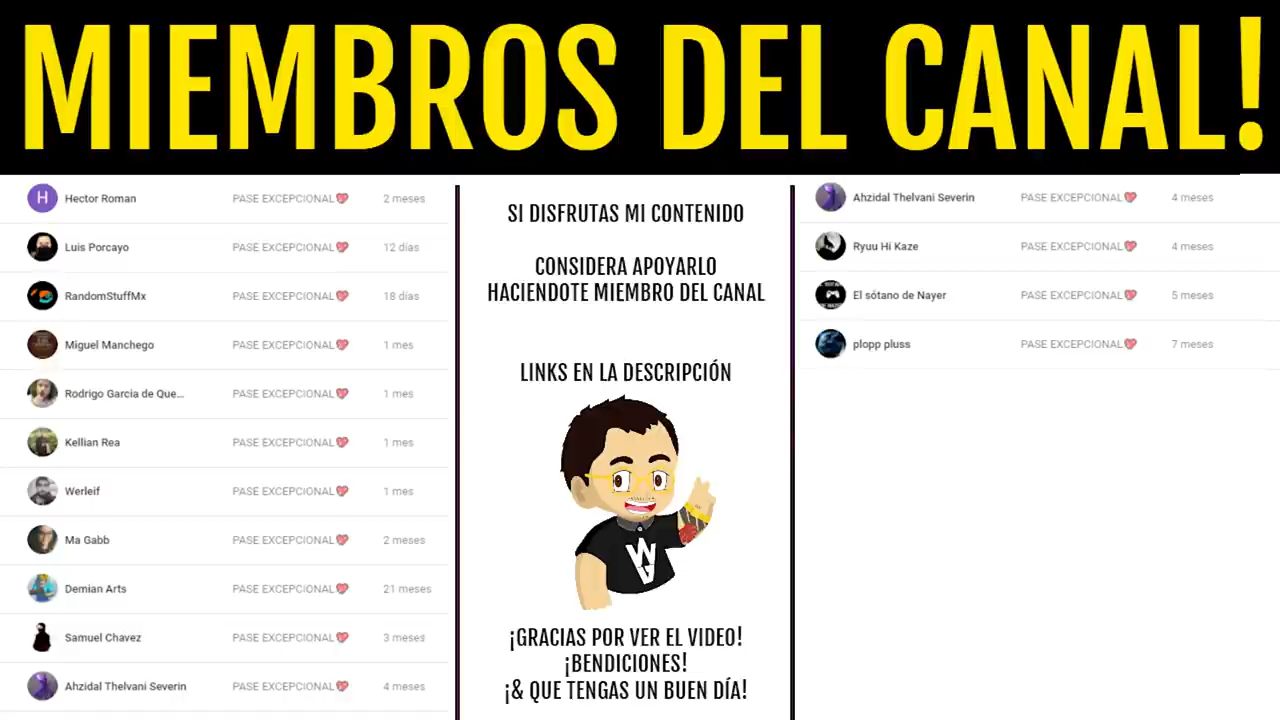 MIEMBROS DEL CANAL!
H Hector Roman PASE EXCEPCIONAL💖 2 meses
Luis Porcayo PASE EXCEPCIONAL💖 12 días
RandomStuffMx PASE EXCEPCIONAL💖 18 días
Miguel Manchego PASE EXCEPCIONAL💖 1 mes
Rodrigo García de Que... PASE EXCEPCIONAL💖 1 mes
Kellian Rea PASE EXCEPCIONAL💖 1 mes
Werleif PASE EXCEPCIONAL💖 1 mes
Ma Gabb PASE EXCEPCIONAL💖 2 meses
Demian Arts PASE EXCEPCIONAL💖 21 meses
Samuel Chavez PASE EXCEPCIONAL💖 3 meses
Ahzidal Thelvani Severin PASE EXCEPCIONAL💖 4 meses
SI DISFRUTAS MI CONTENIDO
CONSIDERA APOYARLO
HACIENDOTE MIEMBRO DEL CANAL
LINKS EN LA DESCRIPCIÓN
¡GRACIAS POR VER EL VIDEO!
¡BENDICIONES!
¡& QUE TENGAS UN BUEN DÍA!
Ahzidal Thelvani Severin PASE EXCEPCIONAL💖 4 meses
Ryuu Hi Kaze PASE EXCEPCIONAL💖 4 meses
El sótano de Nayer PASE EXCEPCIONAL💖 5 meses
plopp pluss PASE EXCEPCIONAL💖 7 meses